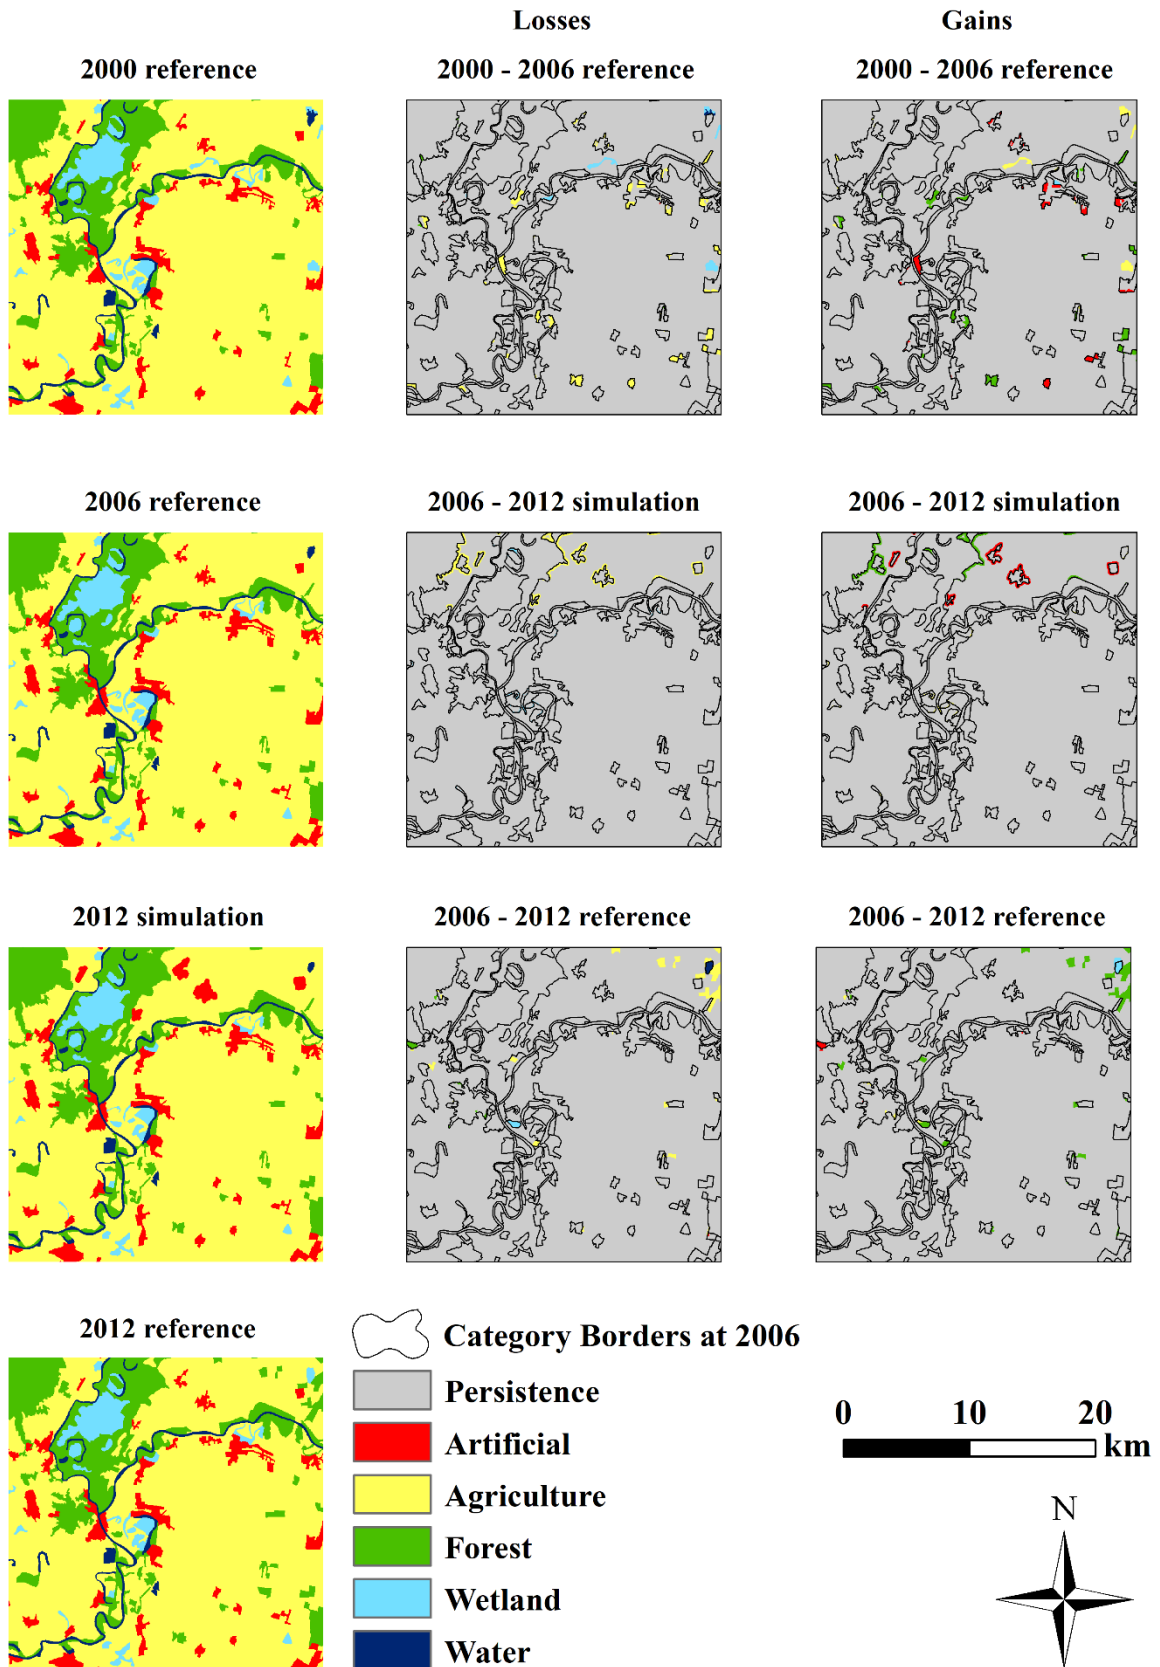 Losses
Gains
2000 reference
2000 - 2006 reference
2000 - 2006 reference
2006 reference
2006 - 2012 simulation
2006 - 2012 simulation
2012 simulation
2006 - 2012 reference
2006 - 2012 reference
2012 reference
Category Borders at 2006
Persistence
Artificial
Agriculture
Forest
Wetland
Water
0 10 20
km
N